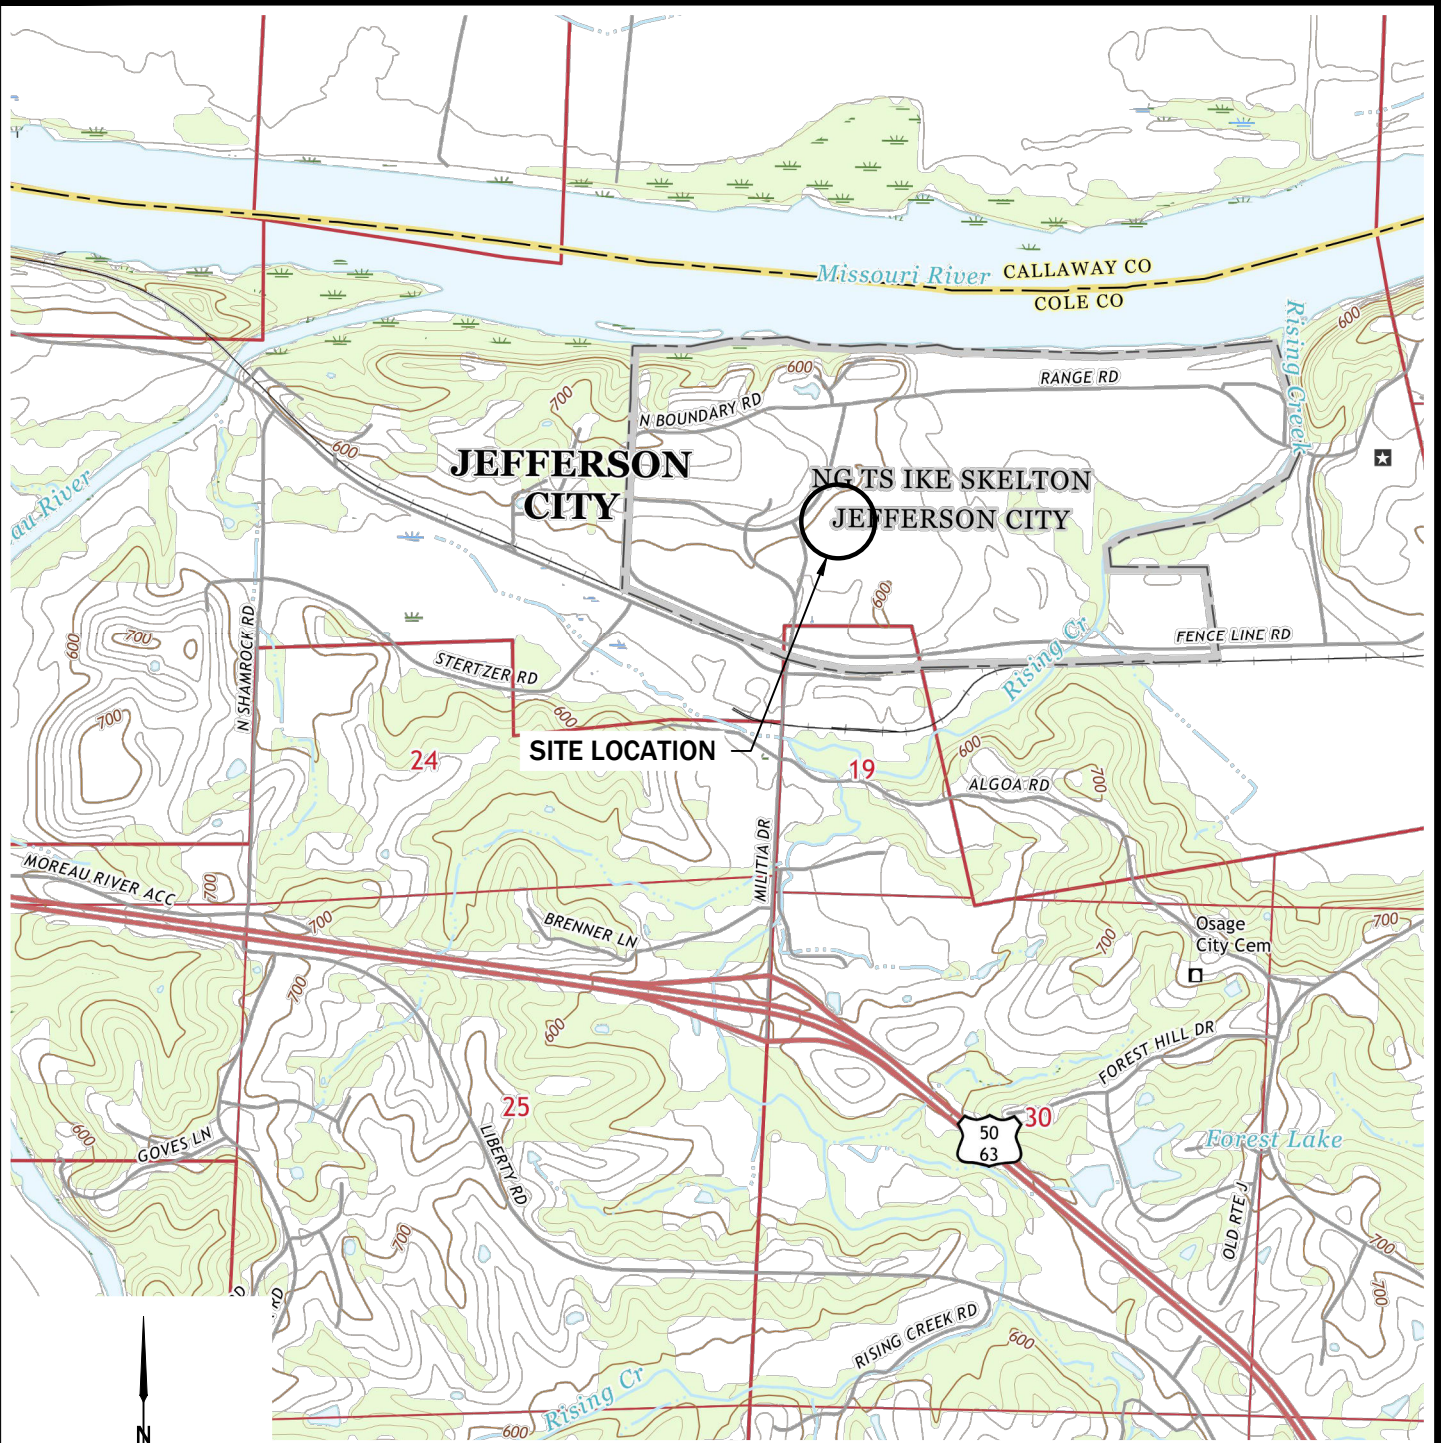 Missouri River
CALLAWAY CO
COLE CO
Rising Creek
600
RANGE RD
600
700
N BOUNDARY RD
600
JEFFERSON
CITY
NG TS IKE SKELTON
JEFFERSON CITY
au River
600
600
700
N SHAMROCK RD
STERTZER RD
Rising Cr
FENCE LINE RD
700
600
SITE LOCATION
24
19
600
700
ALGOA RD
MILITIA DR
MOREAU RIVER ACC
700
700
BRENNER LN
700
Osage
City Cem
700
700
600
FOREST HILL DR
25
30
50
63
Forest Lake
600
GOVES LN
LIBERTY RD
OLD RTE J
700
700
700
RD
RISING CREEK RD
600
Rising Cr
600
N